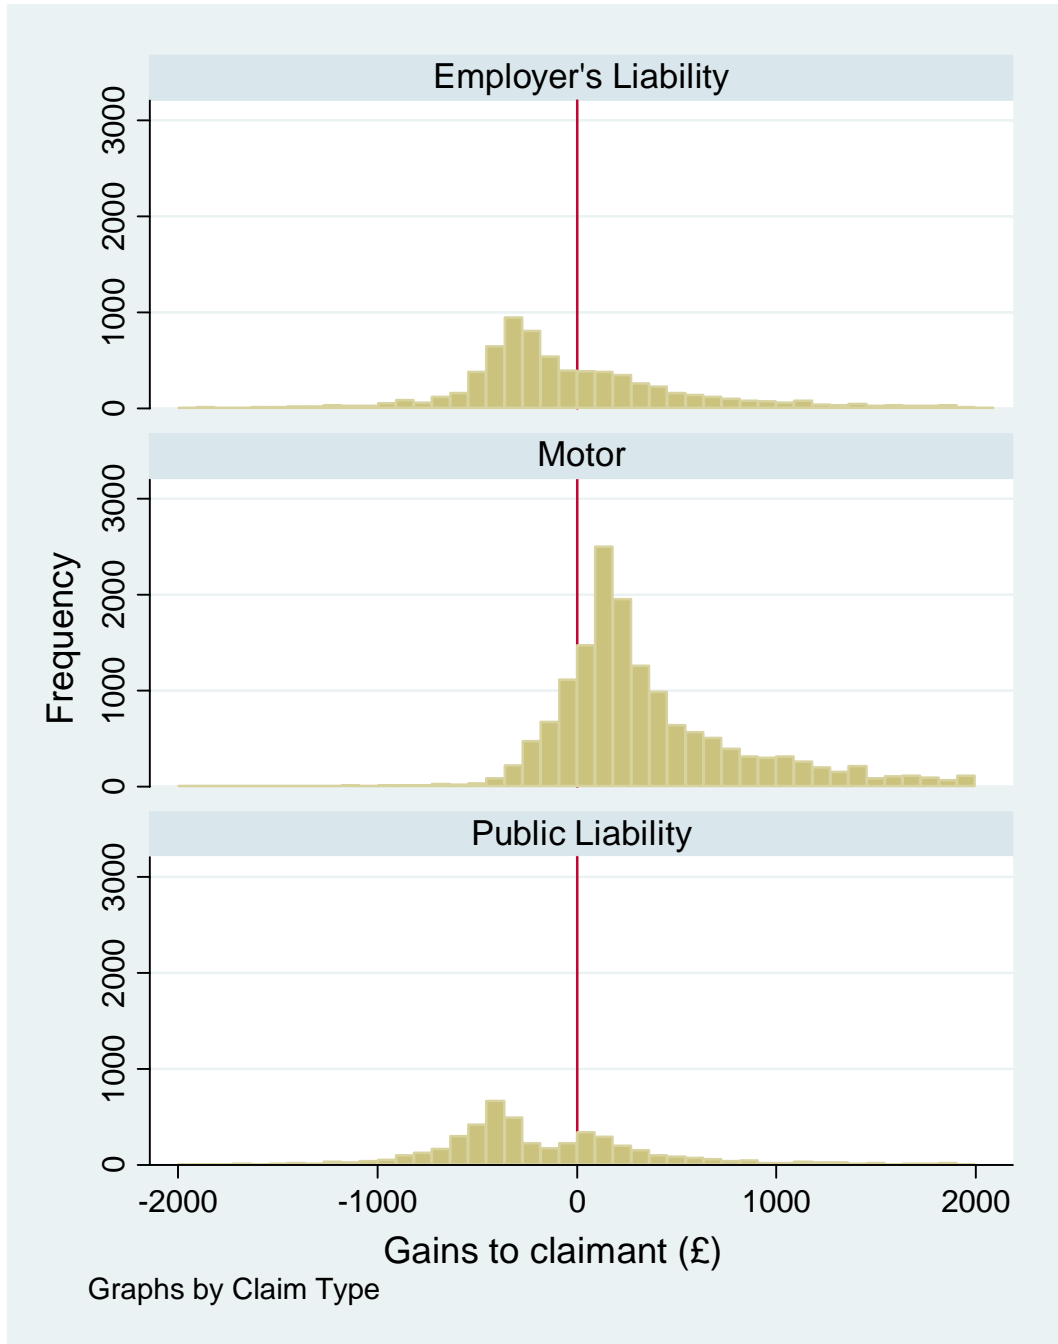 Employer's Liability
3000
2000
1000
0
Motor
3000
2000
1000
0
Frequency
Public Liability
3000
2000
1000
0
-2000 -1000 0 1000 2000
Gains to claimant (£)
Graphs by Claim Type